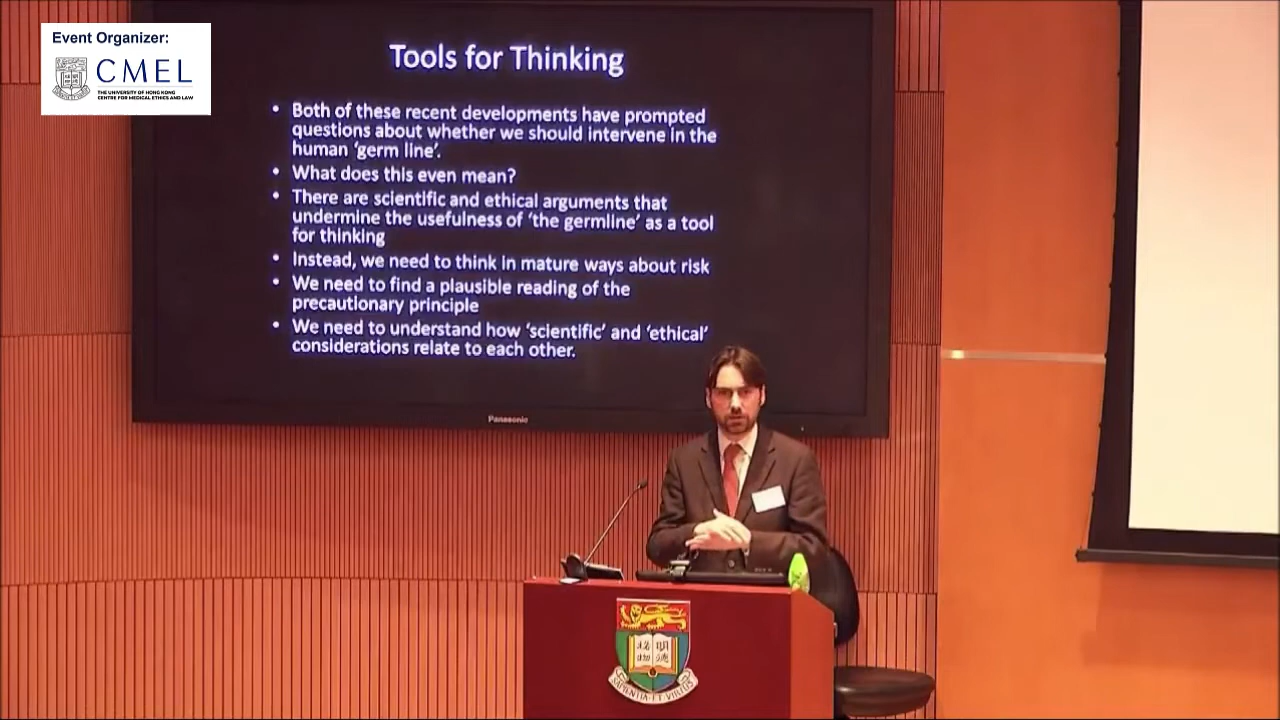 Event Organizer:
CMEL
THE UNIVERSITY OF HONG KONG
CENTRE FOR MEDICAL ETHICS AND LAW
Tools for Thinking
• Both of these recent developments have prompted
questions about whether we should intervene in the
human ‘germ line’.
• What does this even mean?
• There are scientific and ethical arguments that
undermine the usefulness of ‘the germline’ as a tool
for thinking
• Instead, we need to think in mature ways about risk
• We need to find a plausible reading of the
precautionary principle
• We need to understand how ‘scientific’ and ‘ethical’
considerations relate to each other.
Panasonic
SAPIENTIA ET VIRTUS